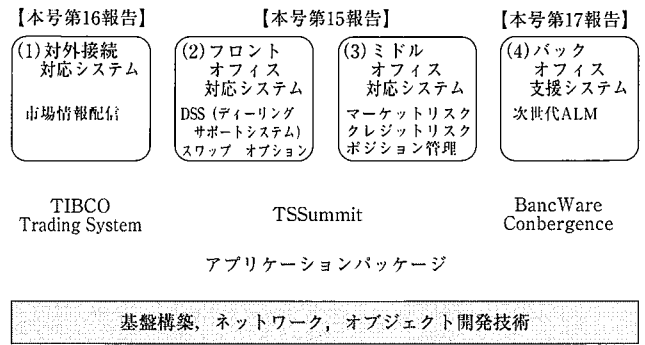 【本号第16報告】
【本号第15報告】
【本号第17報告】
(1)対外接続
対応システム
市場情報配信
(2)フロント
オフィス
対応システム
DSS(ディーリング
サポートシステム)
スワップ オプション
(3)ミドル
オフィス
対応システム
マーケットリスク
クレジットリスク
ポジション管理
(4)バック
オフィス
支援システム
次世代ALM
TIBCO
Trading System
TSSummit
BancWare
Conbergence
アプリケーションパッケージ
基盤構築，ネットワーク，オブジェクト開発技術